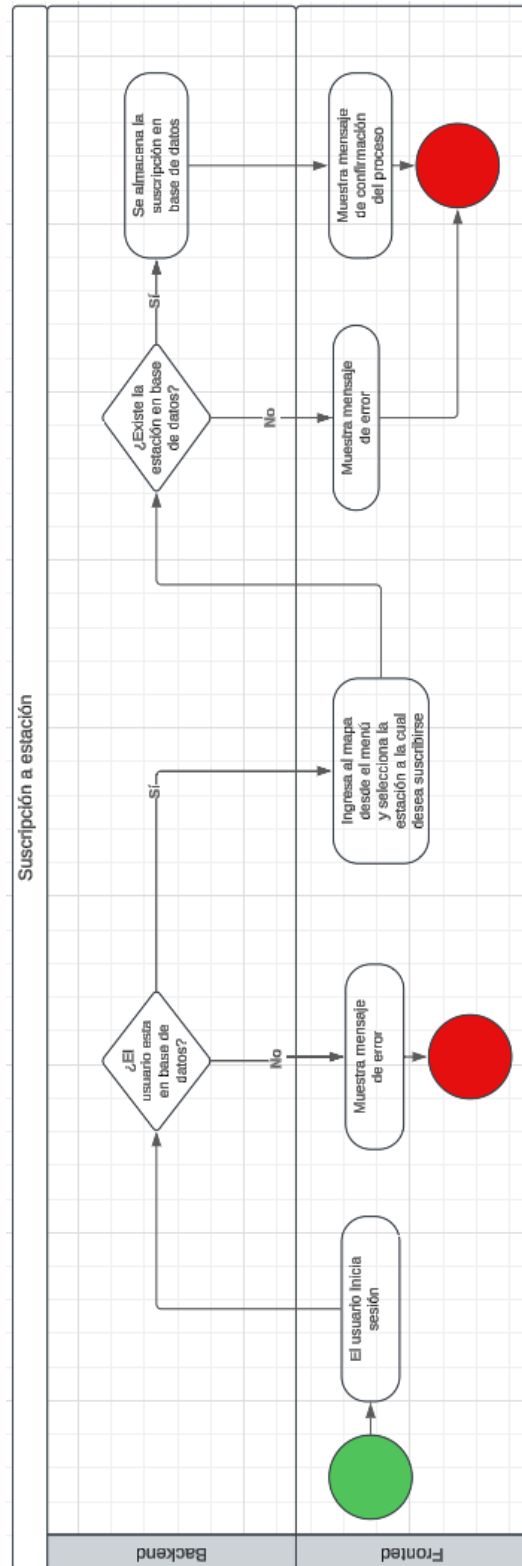 Suscripción a estación
Backend
Fronted
El usuario Inicia
sesión
¿El
usuario esta
en base de
datos?
No
Muestra mensaje
de error
Sí
Ingresa al mapa
desde el menú
y selecciona la
estación a la cual
desea suscribirse
¿Existe la
estación en base
de datos?
No
Muestra mensaje
de error
Sí
Se almacena la
suscripción en
base de datos
Muestra mensaje
de confirmación
del proceso